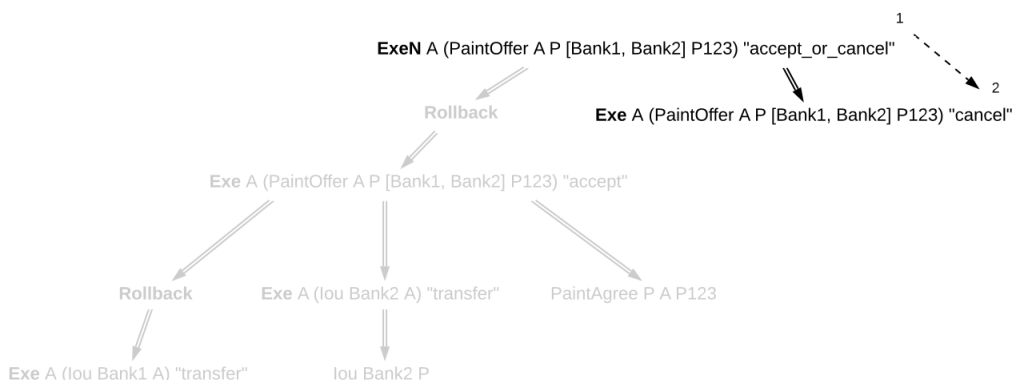 1
ExeN A (PaintOffer A P [Bank1, Bank2] P123) "accept_or_cancel"
2
Rollback
Exe A (PaintOffer A P [Bank1, Bank2] P123) "cancel"
Exe A (PaintOffer A P [Bank1, Bank2] P123) "accept"
Rollback
Exe A (Iou Bank2 A) "transfer"
PaintAgree P A P123
Exe A (Iou Bank1 A) "transfer"
Iou Bank2 P